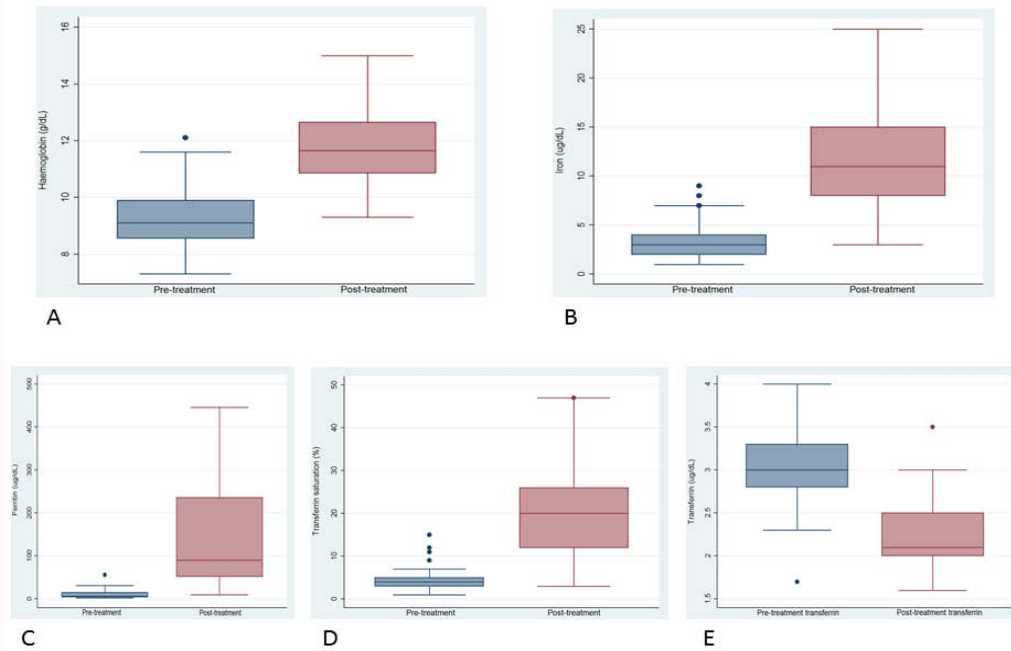 Haemoglobin (g/dL)
16
14
12
10
8
Pre-treatment
Post-treatment
A
Iron (ug/dL)
25
20
15
10
5
0
Pre-treatment
Post-treatment
B
Ferritin (ug/dL)
500
400
300
200
100
0
Pre-treatment
Post-treatment
C
Transferrin saturation (%)
50
40
30
20
10
0
Pre-treatment
Post-treatment
D
Transferrin (ug/dL)
4
3.5
3
2.5
2
1.5
Pre-treatment transferrin
Post-treatment transferrin
E